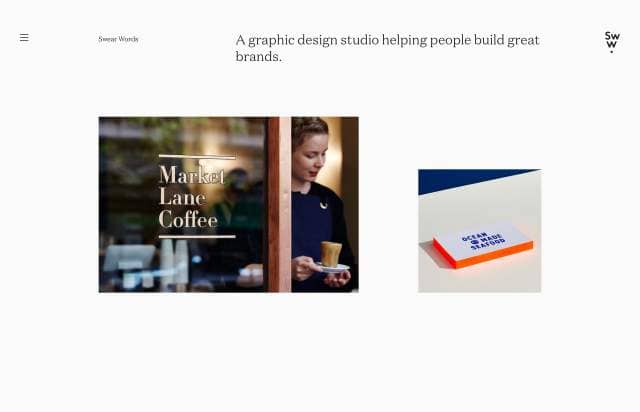 Swear Words
A graphic design studio helping people build great
brands.
Sw
w
Market
Lane
Coffee
OCEAN
MADE
SEAFOOD